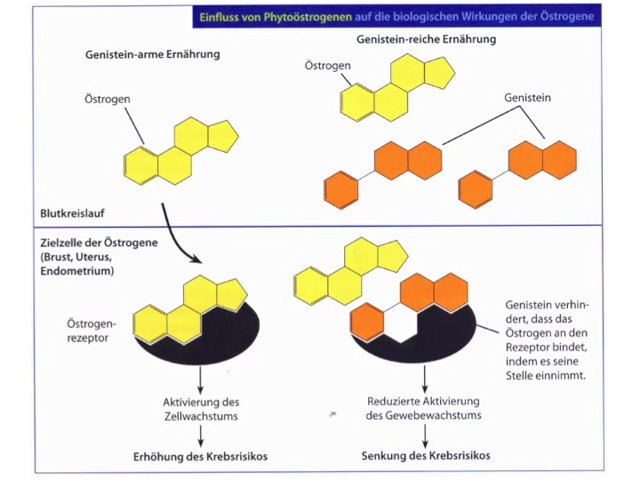 Einfluss von Phytoöstrogenen auf die biologischen Wirkungen der Östrogene
Genistein-arme Ernährung
Östrogen
Genistein-reiche Ernährung
Östrogen
Genistein
Blutkreislauf
Zielzelle der Östrogene
(Brust, Uterus,
Endometrium)
Östrogen-
rezeptor
Aktivierung des
Zellwachstums
Erhöhung des Krebsrisikos
Genistein verhin-
dert, dass das
Östrogen an den
Rezeptor bindet,
indem es seine
Stelle einnimmt.
Reduzierte Aktivierung
des Gewebewachstums
Senkung des Krebsrisikos